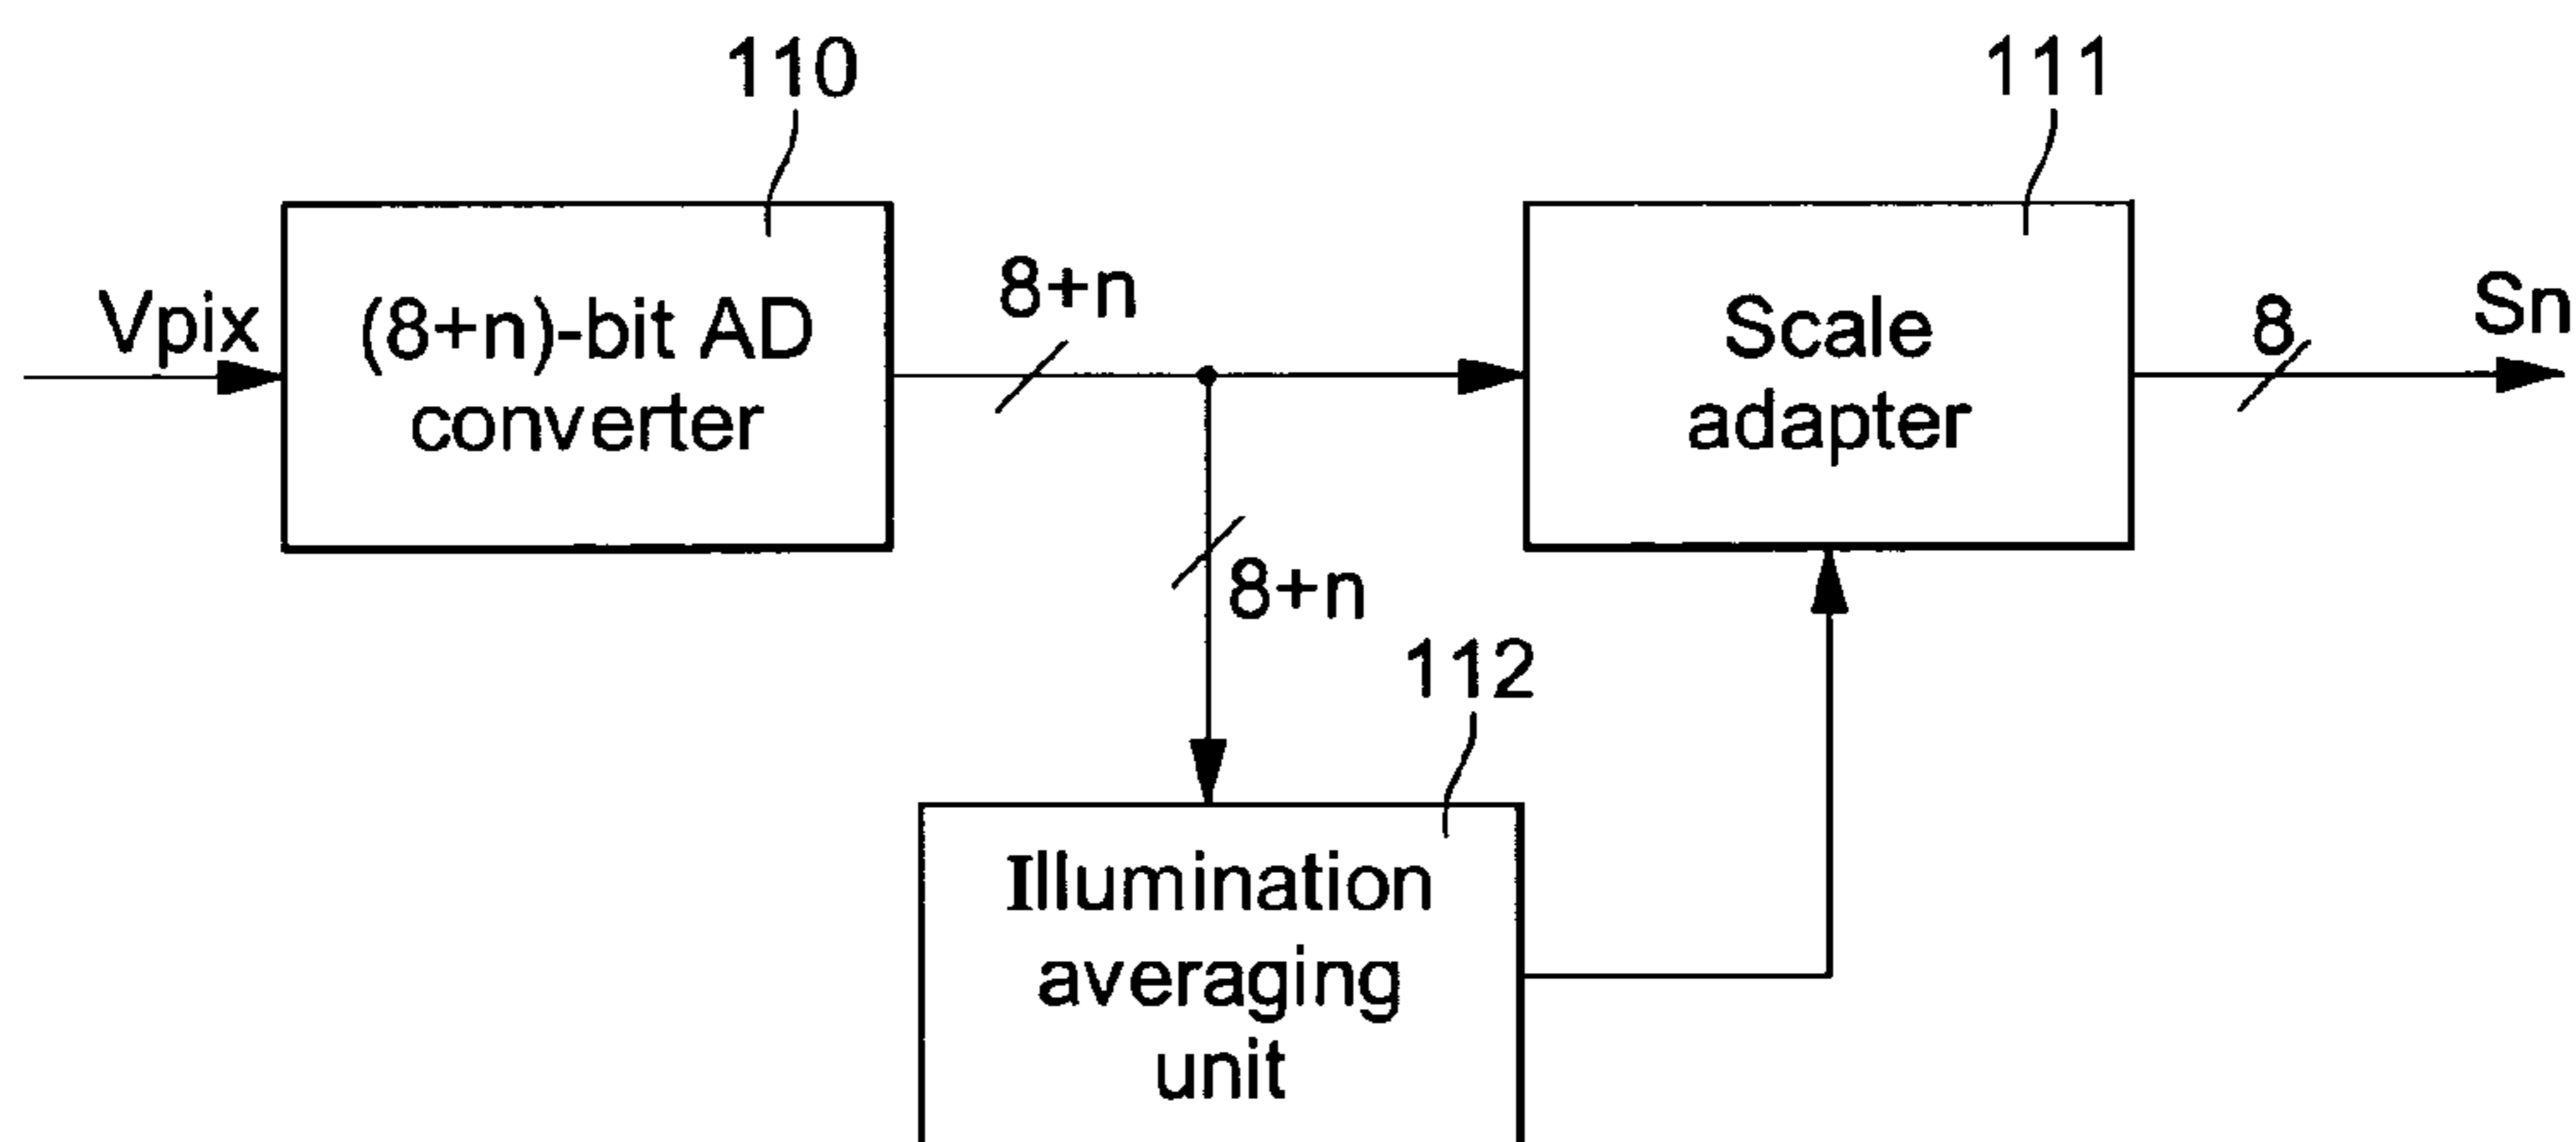 110
111
Vpix
(8+n)-bit AD
converter
8+n
Scale
adapter
8
Sn
8+n
112
Illumination
averaging
unit